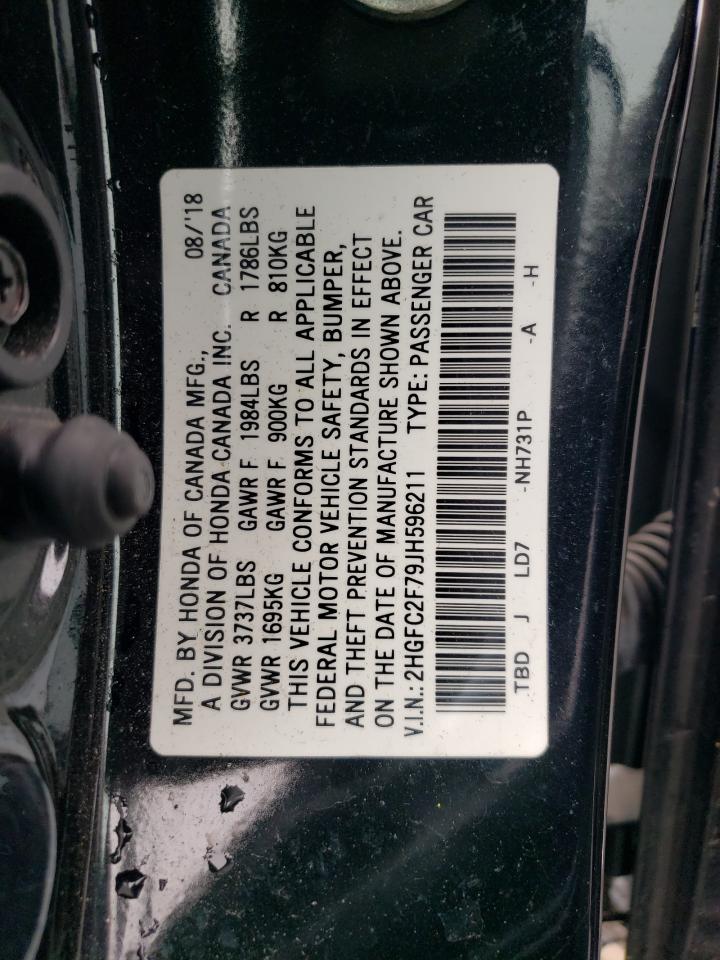 MFD. BY HONDA OF CANADA MFG., 08/'18
A DIVISION OF HONDA CANADA INC. CANADA
GVWR 3737LBS GAWR F 1984LBS R 1786LBS
GVWR 1695KG GAWR F 900KG R 810KG
THIS VEHICLE CONFORMS TO ALL APPLICABLE
FEDERAL MOTOR VEHICLE SAFETY, BUMPER,
AND THEFT PREVENTION STANDARDS IN EFFECT
ON THE DATE OF MANUFACTURE SHOWN ABOVE.
V.I.N.: 2HGFC2F79JH596211 TYPE: PASSENGER CAR
TBD J LD7 -NH731P -A -H